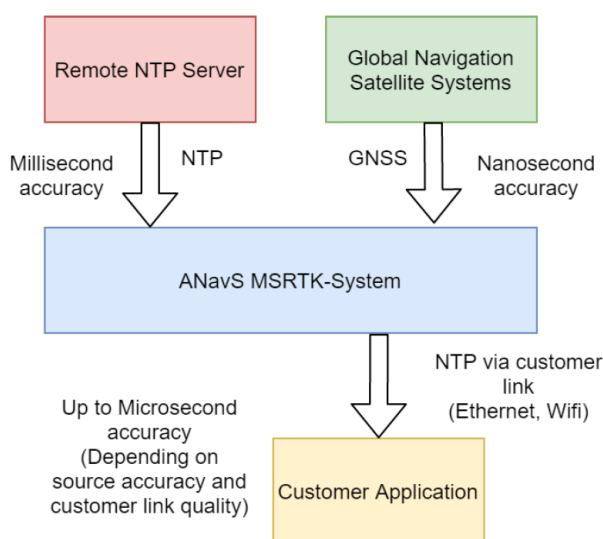 Remote NTP Server
Global Navigation
Satellite Systems
Millisecond
accuracy
NTP
GNSS
Nanosecond
accuracy
ANavS MSRTK-System
NTP via customer
link
(Ethernet, Wifi)
Up to Microsecond
accuracy
(Depending on
source accuracy and
customer link quality)
Customer Application